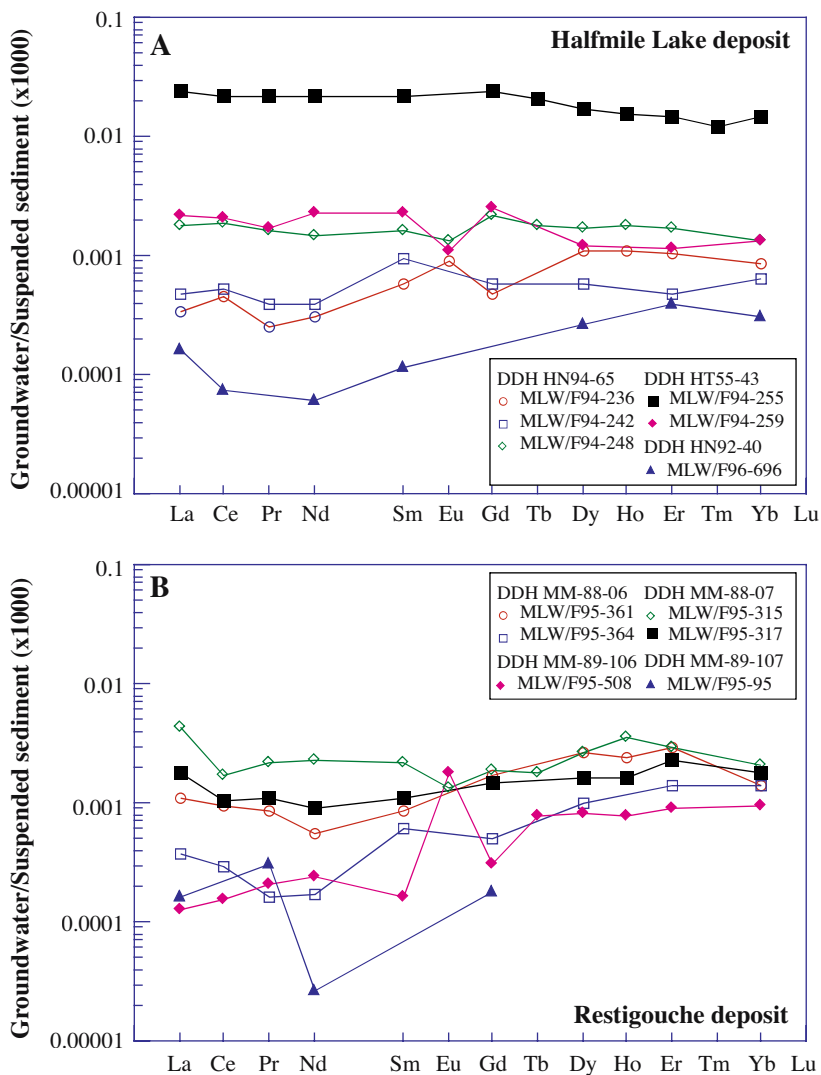 A
Halfmile Lake deposit
Groundwater/Suspended sediment (x1000)
0.1
0.01
0.001
0.0001
0.00001
DDH HN94-65
MLW/F94-236
MLW/F94-242
MLW/F94-248
DDH HT55-43
MLW/F94-255
MLW/F94-259
DDH HN92-40
MLW/F96-696
La Ce Pr Nd Sm Eu Gd Tb Dy Ho Er Tm Yb Lu
B
Groundwater/Suspended sediment (x1000)
0.1
0.01
0.001
0.0001
0.00001
DDH MM-88-06
MLW/F95-361
MLW/F95-364
DDH MM-88-07
MLW/F95-315
MLW/F95-317
DDH MM-89-106
MLW/F95-508
DDH MM-89-107
MLW/F95-95
Restigouche deposit
La Ce Pr Nd Sm Eu Gd Tb Dy Ho Er Tm Yb Lu